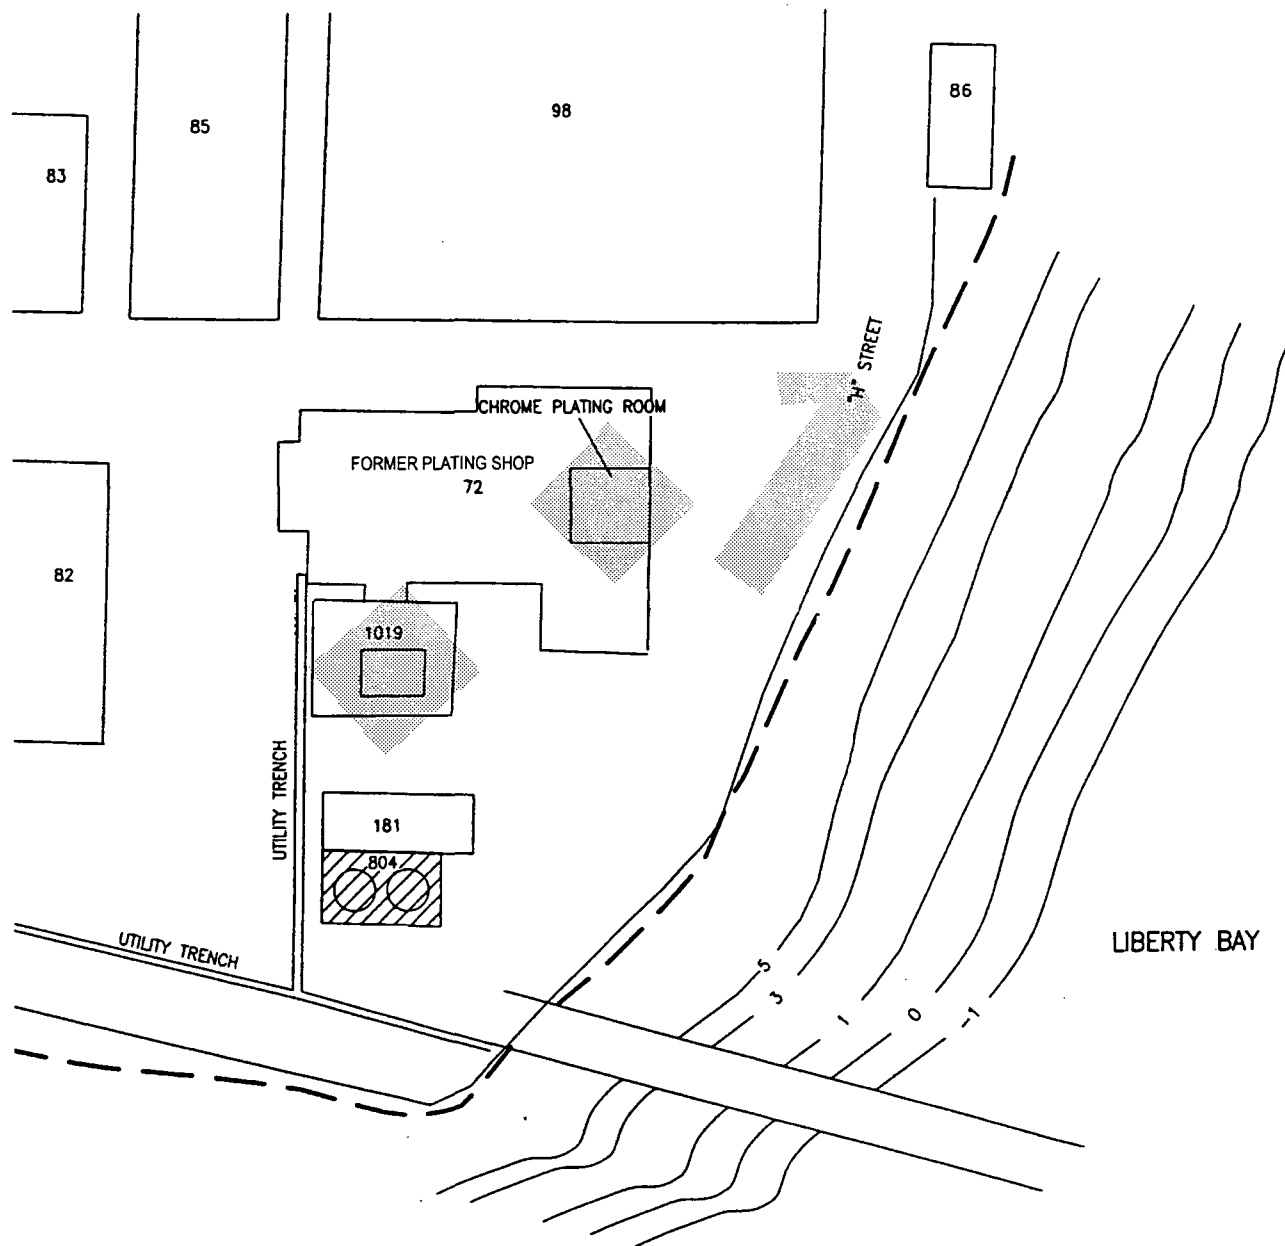 86
98
85
83
"H" STREET
CHROME PLATING ROOM
FORMER PLATING SHOP
72
82
1019
UTILITY TRENCH
181
804
UTILITY TRENCH
LIBERTY BAY
5
3
1
0
-1